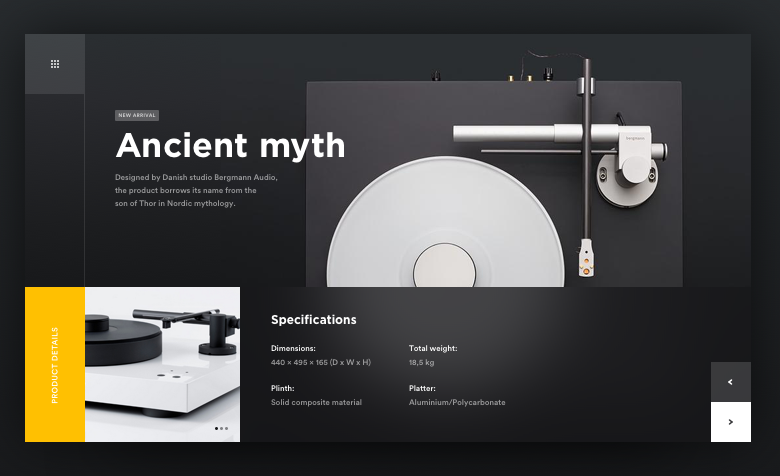 NEW ARRIVAL
Ancient myth
Designed by Danish studio Bergmann Audio,
the product borrows its name from the
son of Thor in Nordic mythology.
bergmann
PRODUCT DETAILS
Specifications
Dimensions:
440 × 495 × 165 (D x W x H)
Total weight:
18,5 kg
Plinth:
Solid composite material
Platter:
Aluminium/Polycarbonate